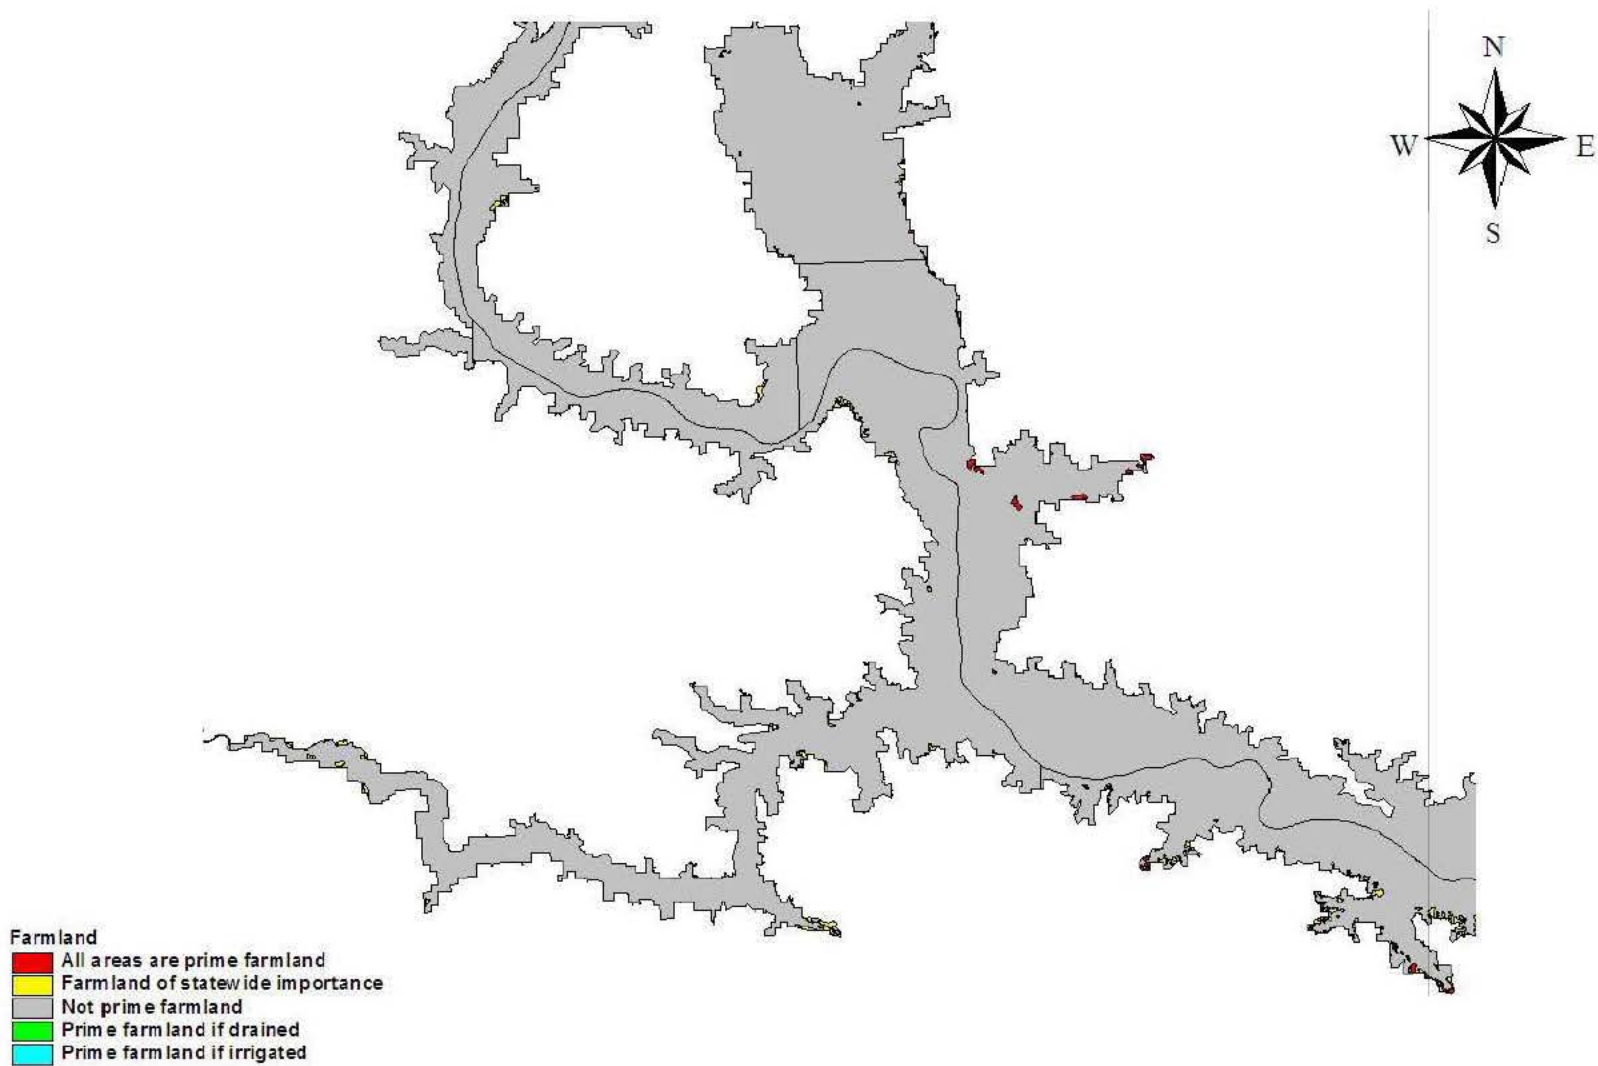 N
W E
S
Farmland
All areas are prime farmland
Farmland of statewide importance
Not prime farmland
Prime farmland if drained
Prime farmland if irrigated